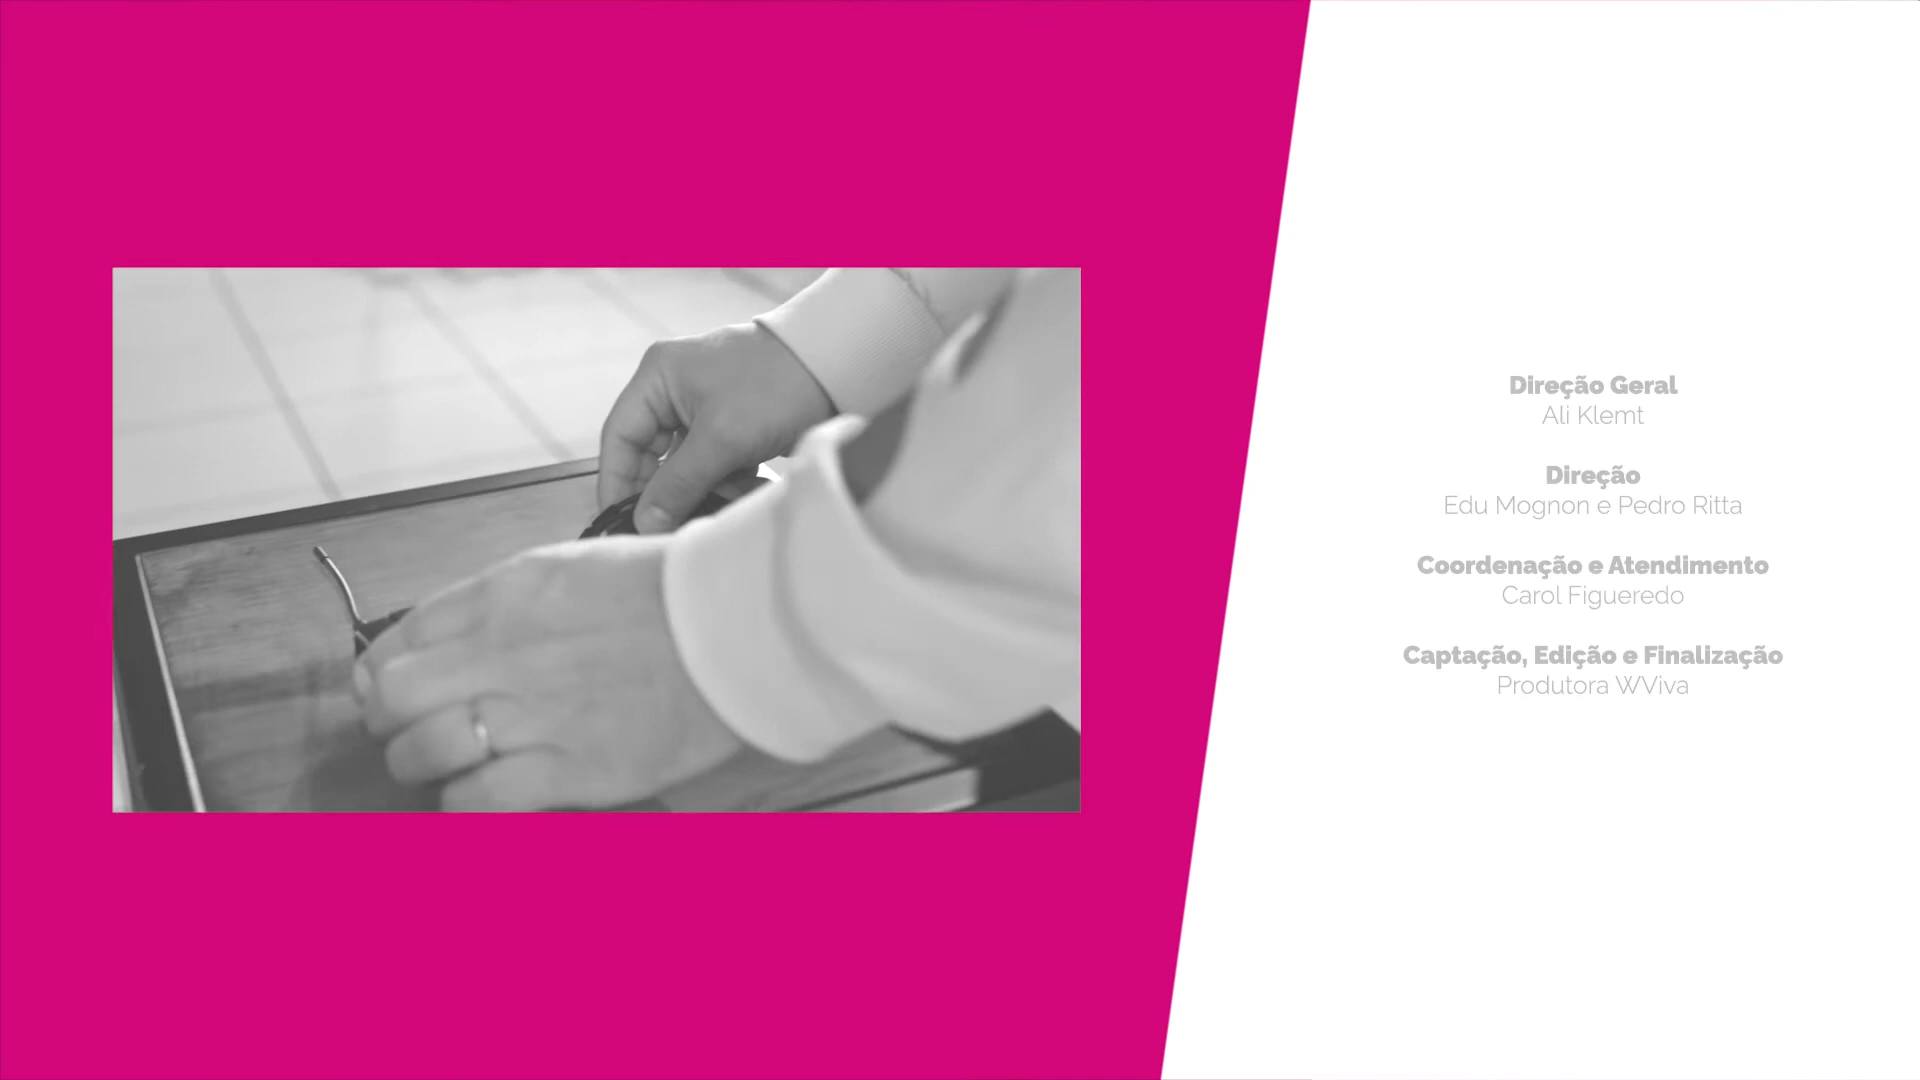 Direção Geral
Ali Klemt
Direção
Edu Mognon e Pedro Ritta
Coordenação e Atendimento
Carol Figueredo
Captação, Edição e Finalização
Produtora WViva